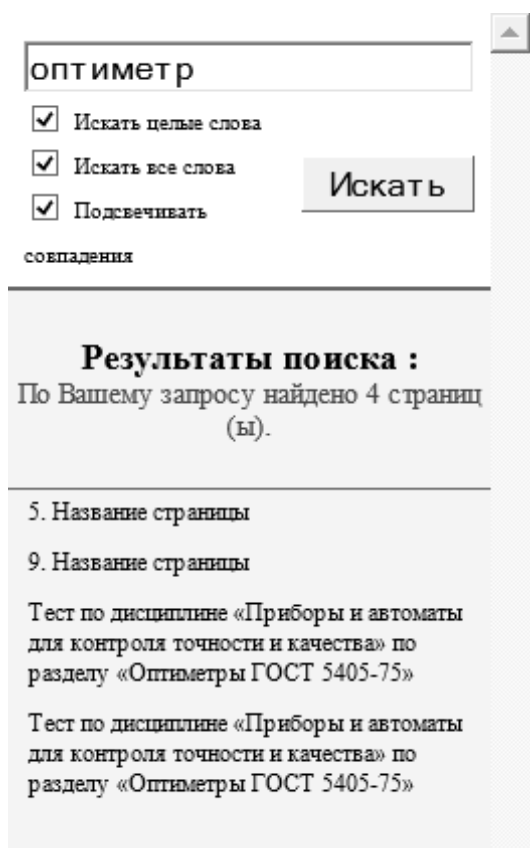 оптиметр
Искать целые слова
Искать все слова
Искать
Подсвечивать
совпадения
Результаты поиска :
По Вашему запросу найдено 4 страниц
(ы).
5. Название страницы
9. Название страницы
Тест по дисциплине «Приборы и автоматы
для контроля точности и качества» по
разделу «Оптиметры ГОСТ 5405-75»
Тест по дисциплине «Приборы и автоматы
для контроля точности и качества» по
разделу «Оптиметры ГОСТ 5405-75»